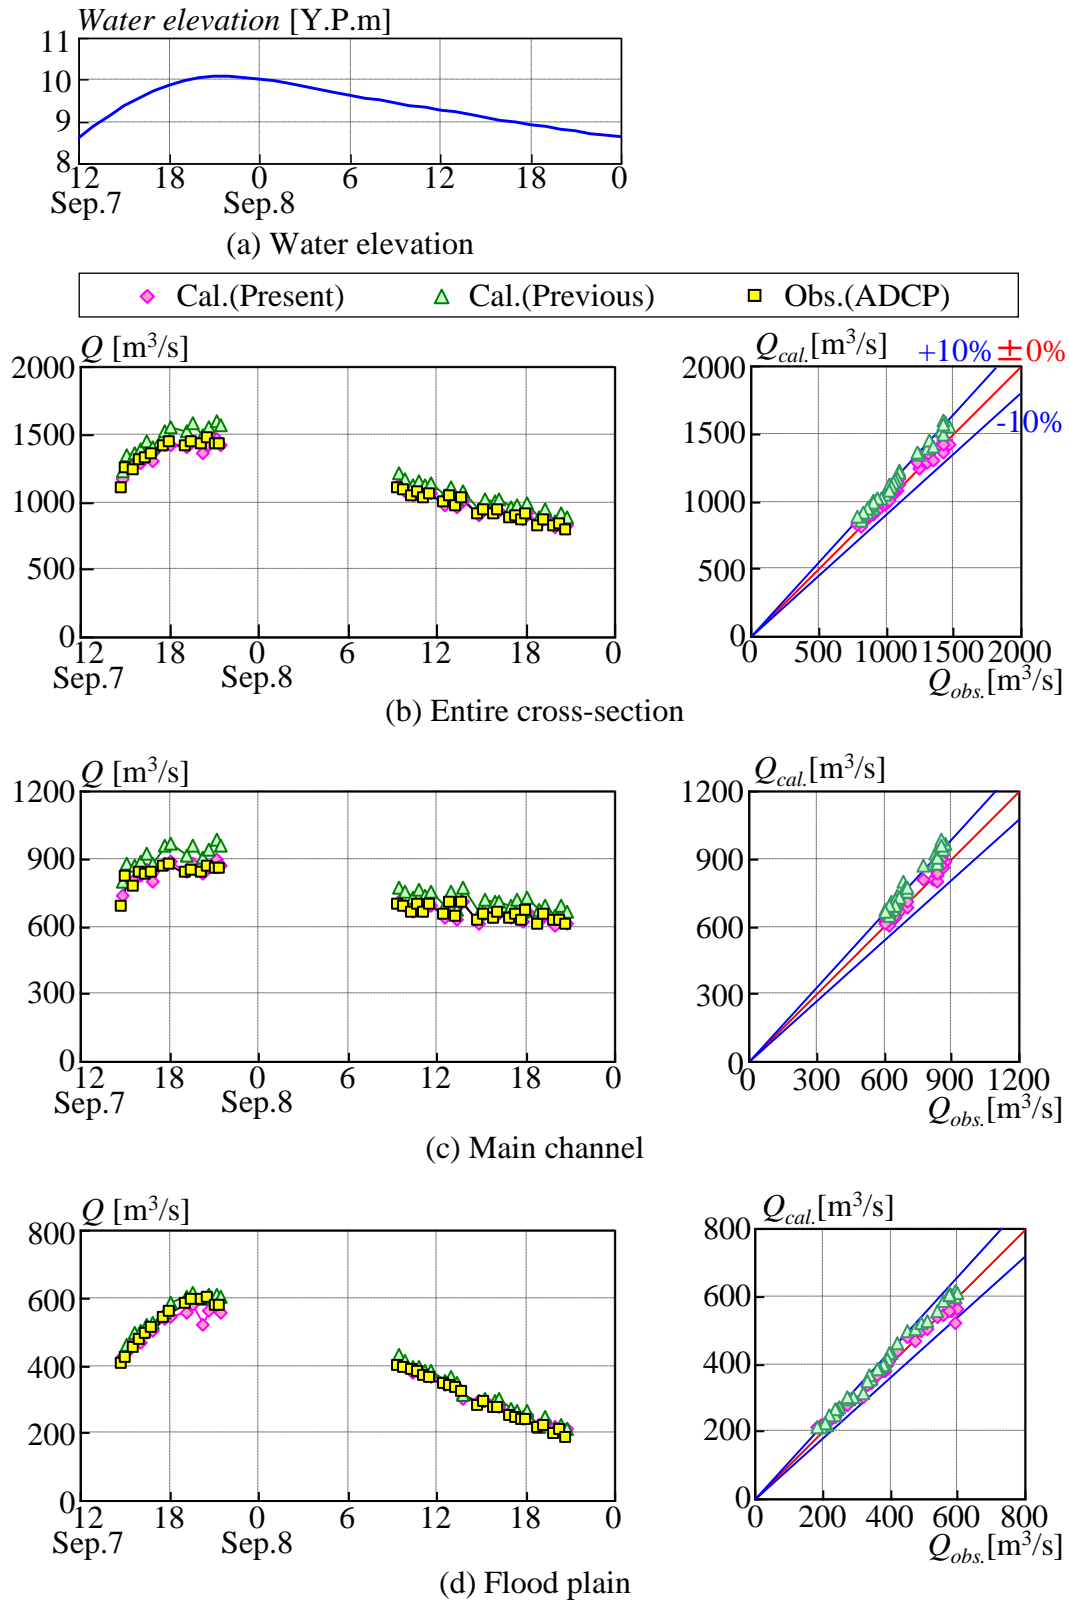 Water elevation [Y.P.m]
11
10
9
8
12 18 0 6 12 18 0
Sep.7 Sep.8
(a) Water elevation
Cal.(Present) Cal.(Previous) Obs.(ADCP)
Q [m³/s]
2000
1500
1000
500
0
12 18 0 6 12 18 0
Sep.7 Sep.8
Qcal.[m³/s]
+10% ±0%
-10%
2000
1500
1000
500
0
0 500 1000 1500 2000
Qobs.[m³/s]
(b) Entire cross-section
Q [m³/s]
1200
900
600
300
0
12 18 0 6 12 18 0
Sep.7 Sep.8
Qcal.[m³/s]
1200
900
600
300
0
0 300 600 900 1200
Qobs.[m³/s]
(c) Main channel
Q [m³/s]
800
600
400
200
0
12 18 0 6 12 18 0
Sep.7 Sep.8
Qcal.[m³/s]
800
600
400
200
0
0 200 400 600 800
Qobs.[m³/s]
(d) Flood plain